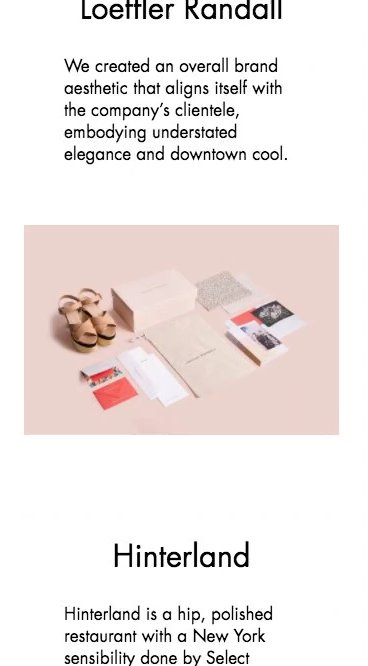 Loeffler Randall
We created an overall brand
aesthetic that aligns itself with
the company's clientele,
embodying understated
elegance and downtown cool.
Hinterland
Hinterland is a hip, polished
restaurant with a New York
sensibility done by Select